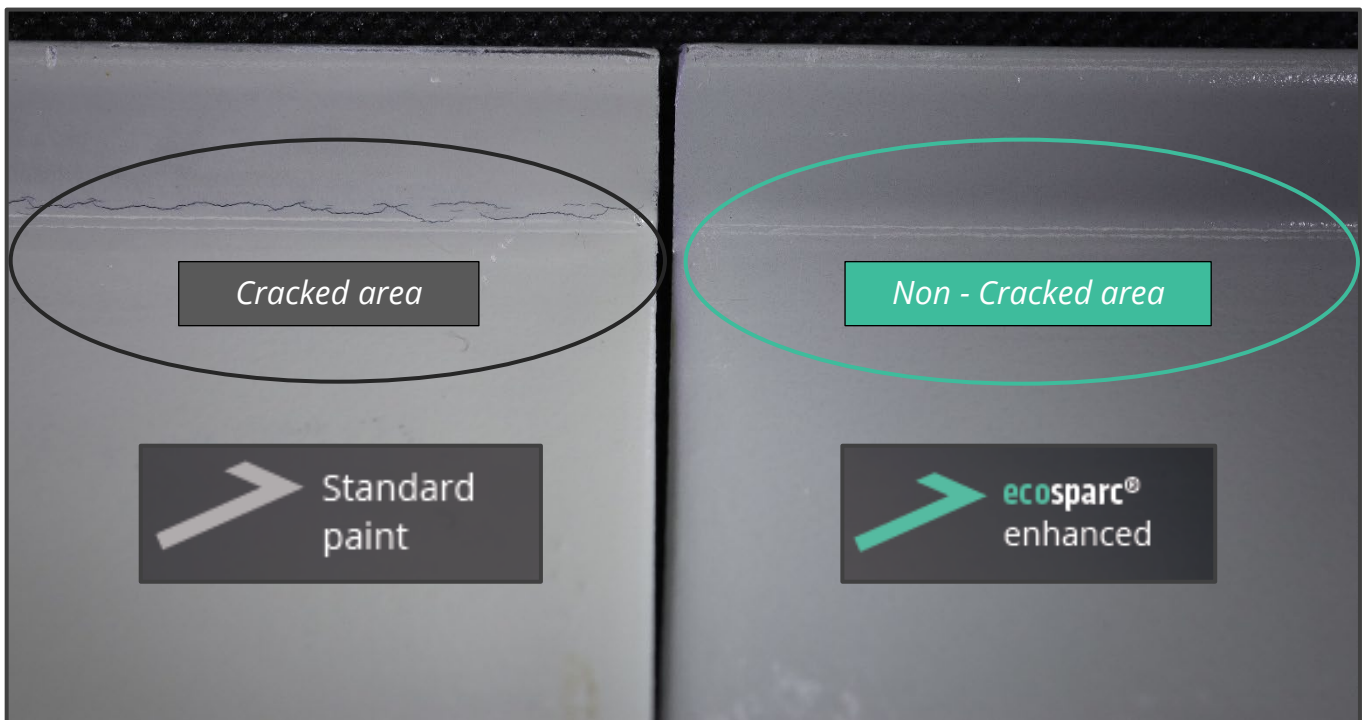 Cracked area
Non - Cracked area
Standard
paint
ecosparc®
enhanced